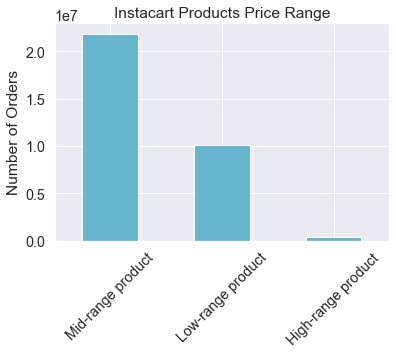 Instacart Products Price Range
1e7
2.0
1.5
1.0
0.5
0.0
Number of Orders
Mid-range product
Low-range product
High-range product